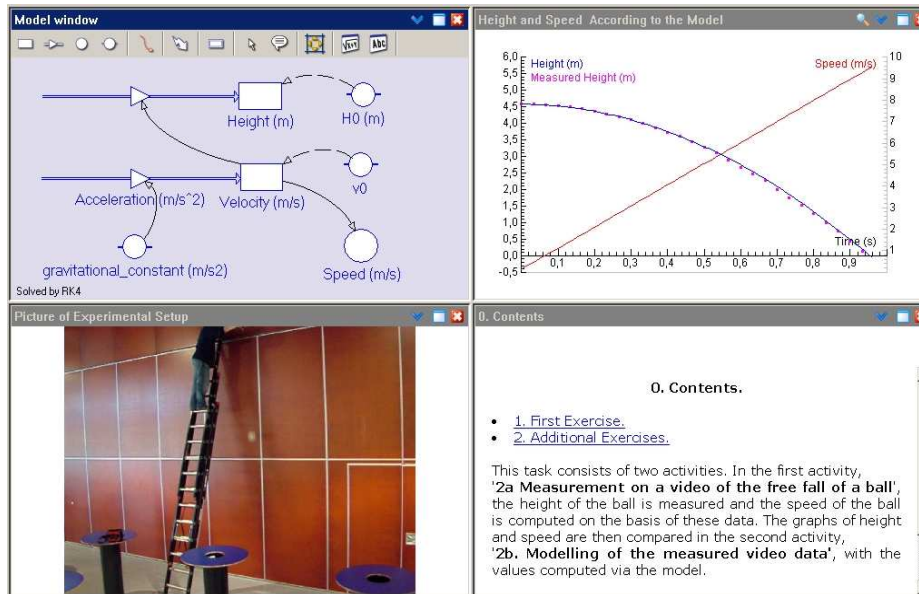 Model window
√x+y
Abc
Height (m)
H0 (m)
Acceleration (m/s^2)
Velocity (m/s)
v0
gravitational_constant (m/s2)
Speed (m/s)
Solved by RK4
Height and Speed According to the Model
Height (m)
Measured Height (m)
Speed (m/s)
6,0
5,5
5,0
4,5
4,0
3,5
3,0
2,5
2,0
1,5
1,0
0,5
0,0
-0,5
10
9
8
7
6
5
4
3
2
1
Time (s)
0,1 0,2 0,3 0,4 0,5 0,6 0,7 0,8 0,9
Picture of Experimental Setup
0. Contents
0. Contents.
• 1. First Exercise.
• 2. Additional Exercises.
This task consists of two activities. In the first activity,
'2a Measurement on a video of the free fall of a ball',
the height of the ball is measured and the speed of the ball
is computed on the basis of these data. The graphs of height
and speed are then compared in the second activity,
'2b. Modelling of the measured video data', with the
values computed via the model.